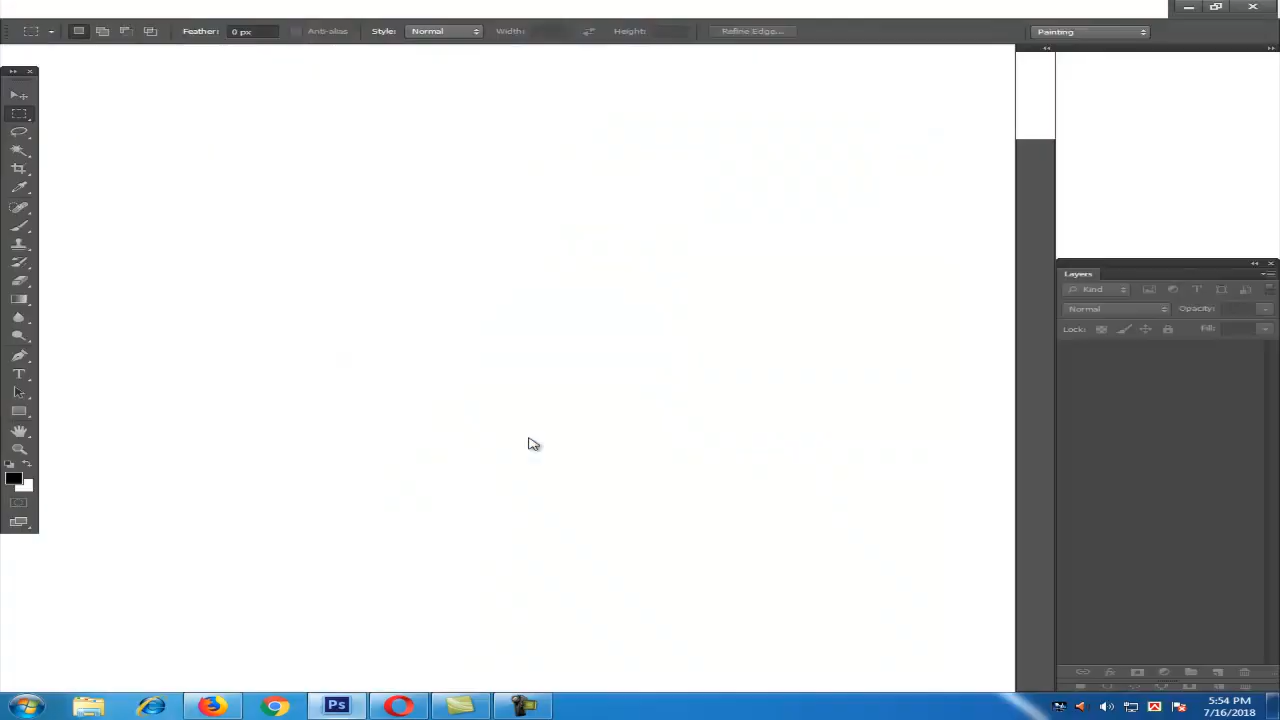 Feather: 0 px Anti-alias Style: Normal Width: Height: Refine Edge... Painting
Layers
Kind
Normal Opacity:
Lock: Fill:
Ps
5:54 PM
7/16/2018